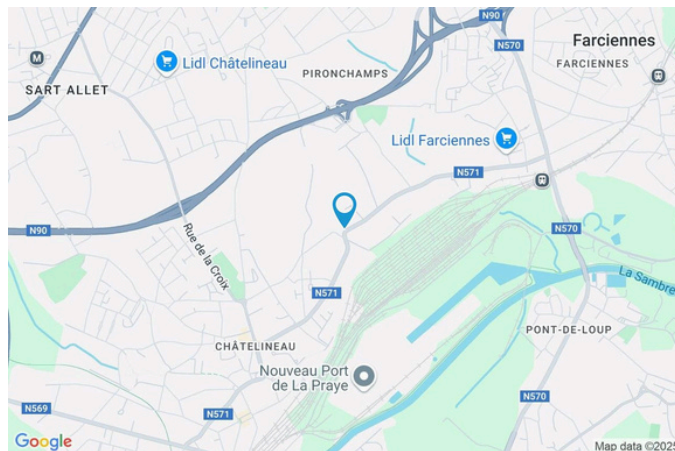 N90
N570
Farciennes
Lidl Châtelineau
M
PIRONCHAMPS
FARCIENNES
SART ALLET
Lidl Farciennes
N571
N90
Rue de la Croix
N570
La Sambre
N571
PONT-DE-LOUP
CHÂTELINEAU
Nouveau Port
de La Praye
N570
N569
N571
Google
Map data ©2025